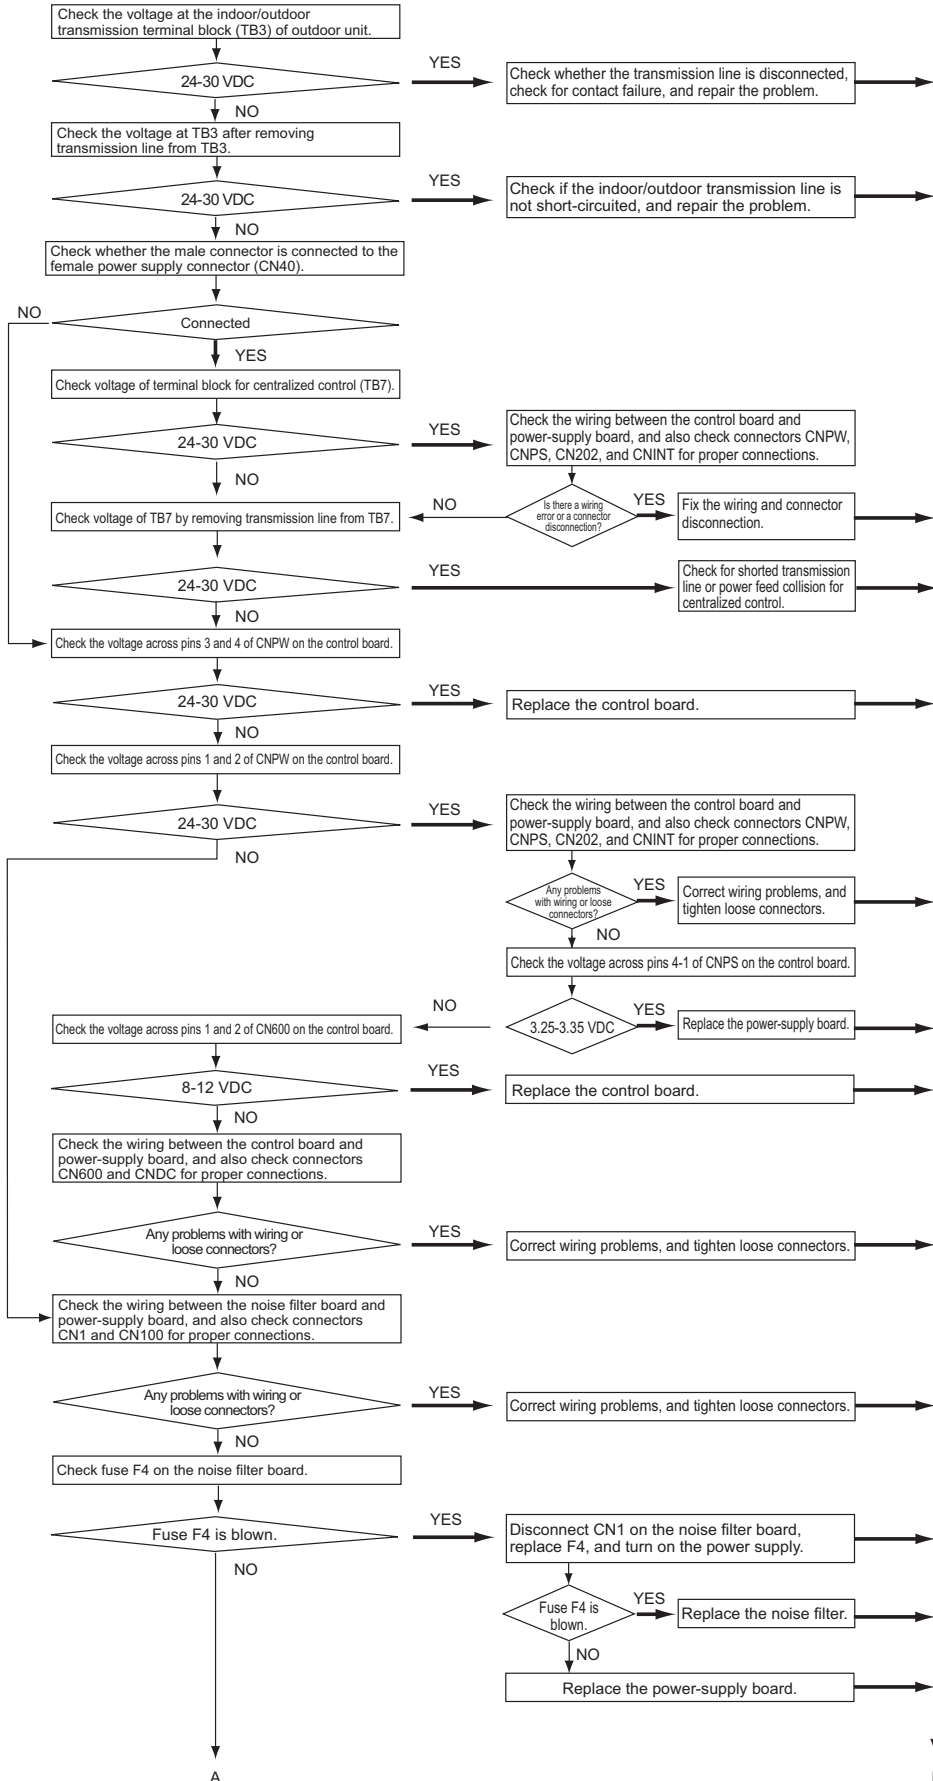 Check the voltage at the indoor/outdoor
transmission terminal block (TB3) of outdoor unit.
24-30 VDC
YES
Check whether the transmission line is disconnected,
check for contact failure, and repair the problem.
NO
Check the voltage at TB3 after removing
transmission line from TB3.
24-30 VDC
YES
Check if the indoor/outdoor transmission line is
not short-circuited, and repair the problem.
NO
Check whether the male connector is connected to the
female power supply connector (CN40).
NO
Connected
YES
Check voltage of terminal block for centralized control (TB7).
24-30 VDC
YES
Check the wiring between the control board and
power-supply board, and also check connectors CNPW,
CNPS, CN202, and CNINT for proper connections.
NO
Is there a wiring
error or a connector
disconnection?
YES
Fix the wiring and connector
disconnection.
NO
Check voltage of TB7 by removing transmission line from TB7.
24-30 VDC
YES
Check for shorted transmission
line or power feed collision for
centralized control.
NO
Check the voltage across pins 3 and 4 of CNPW on the control board.
24-30 VDC
YES
Replace the control board.
NO
Check the voltage across pins 1 and 2 of CNPW on the control board.
24-30 VDC
YES
Check the wiring between the control board and
power-supply board, and also check connectors CNPW,
CNPS, CN202, and CNINT for proper connections.
NO
Any problems
with wiring or loose
connectors?
YES
Correct wiring problems, and
tighten loose connectors.
NO
Check the voltage across pins 4-1 of CNPS on the control board.
3.25-3.35 VDC
YES
Replace the power-supply board.
NO
Check the voltage across pins 1 and 2 of CN600 on the control board.
8-12 VDC
YES
Replace the control board.
NO
Check the wiring between the control board and
power-supply board, and also check connectors
CN600 and CNDC for proper connections.
Any problems with wiring or
loose connectors?
YES
Correct wiring problems, and tighten loose connectors.
NO
Check the wiring between the noise filter board and
power-supply board, and also check connectors
CN1 and CN100 for proper connections.
Any problems with wiring or
loose connectors?
YES
Correct wiring problems, and tighten loose connectors.
NO
Check fuse F4 on the noise filter board.
Fuse F4 is blown.
YES
Disconnect CN1 on the noise filter board,
replace F4, and turn on the power supply.
NO
Fuse F4 is
blown.
YES
Replace the noise filter.
NO
Replace the power-supply board.
A